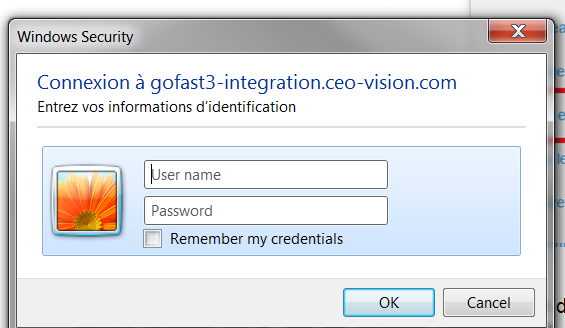 Windows Security
Connexion à gofast3-integration.ceo-vision.com
Entrez vos informations d'identification
User name
Password
Remember my credentials
OK
Cancel